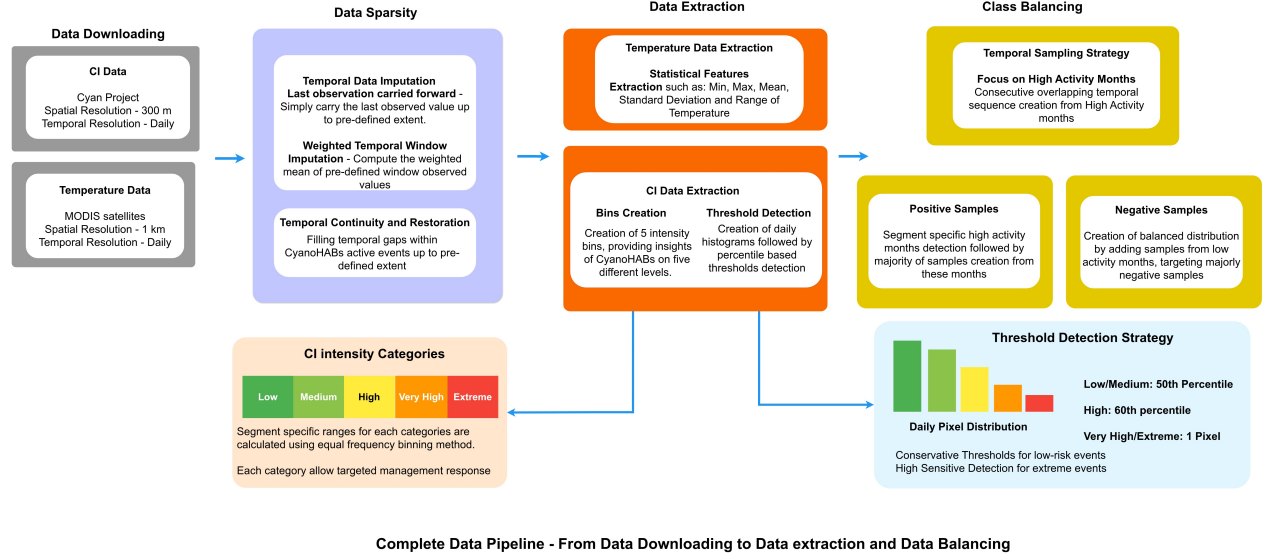 Data Downloading
CI Data
Cyan Project
Spatial Resolution - 300 m
Temporal Resolution - Daily
Temperature Data
MODIS satellites
Spatial Resolution - 1 km
Temporal Resolution - Daily
Data Sparsity
Temporal Data Imputation
Last observation carried forward -
Simply carry the last observed value up
to pre-defined extent.
Weighted Temporal Window
Imputation - Compute the weighted
mean of pre-defined window observed
values
Temporal Continuity and Restoration
Filling temporal gaps within
CyanoHABs active events up to pre-
defined extent
Data Extraction
Temperature Data Extraction
Statistical Features
Extraction such as: Min, Max, Mean,
Standard Deviation and Range of
Temperature
CI Data Extraction
Bins Creation
Creation of 5 intensity
bins, providing insights
of CyanoHABs on five
different levels.
Threshold Detection
Creation of daily
histograms followed by
percentile based
thresholds detection
Class Balancing
Temporal Sampling Strategy
Focus on High Activity Months
Consecutive overlapping temporal
sequence creation from High Activity
months
Positive Samples
Segment specific high activity
months detection followed by
majority of samples creation from
these months
Negative Samples
Creation of balanced distribution
by adding samples from low
activity months, targeting majorly
negative samples
CI intensity Categories
Low Medium High Very High Extreme
Segment specific ranges for each categories are
calculated using equal frequency binning method.
Each category allow targeted management response
Threshold Detection Strategy
Low/Medium: 50th Percentile
High: 60th percentile
Very High/Extreme: 1 Pixel
Daily Pixel Distribution
Conservative Thresholds for low-risk events
High Sensitive Detection for extreme events
Complete Data Pipeline - From Data Downloading to Data extraction and Data Balancing